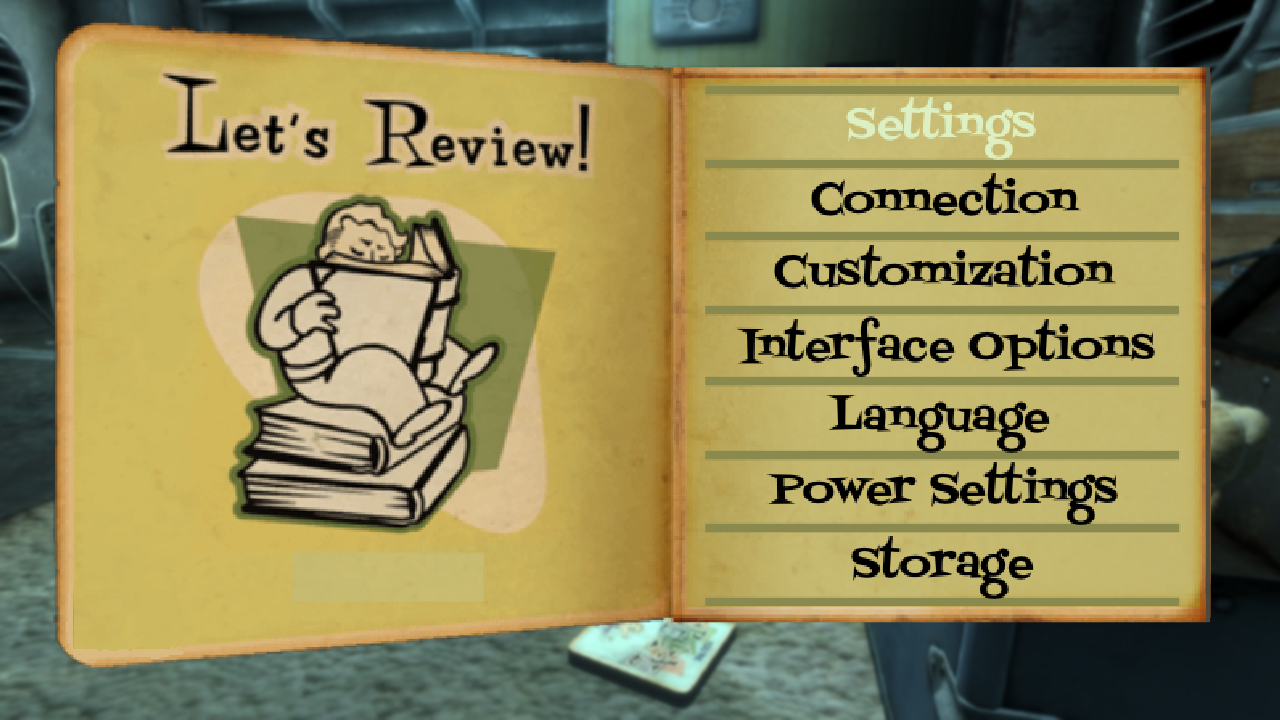 Let's Review!
Settings
Connection
Customization
Interface Options
Language
Power Settings
Storage